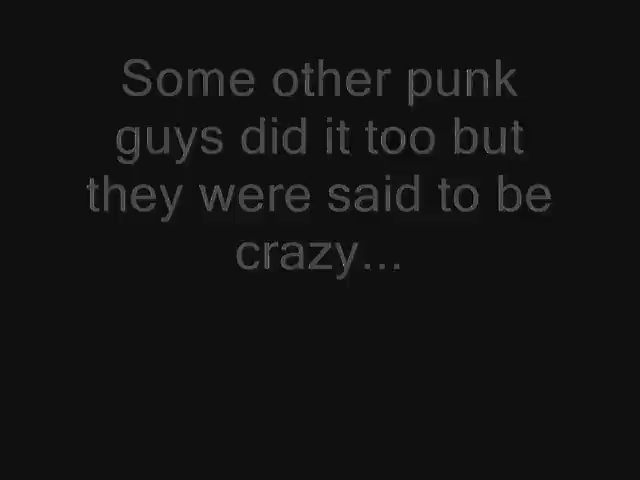 Some other punk
guys did it too but
they were said to be
crazy...